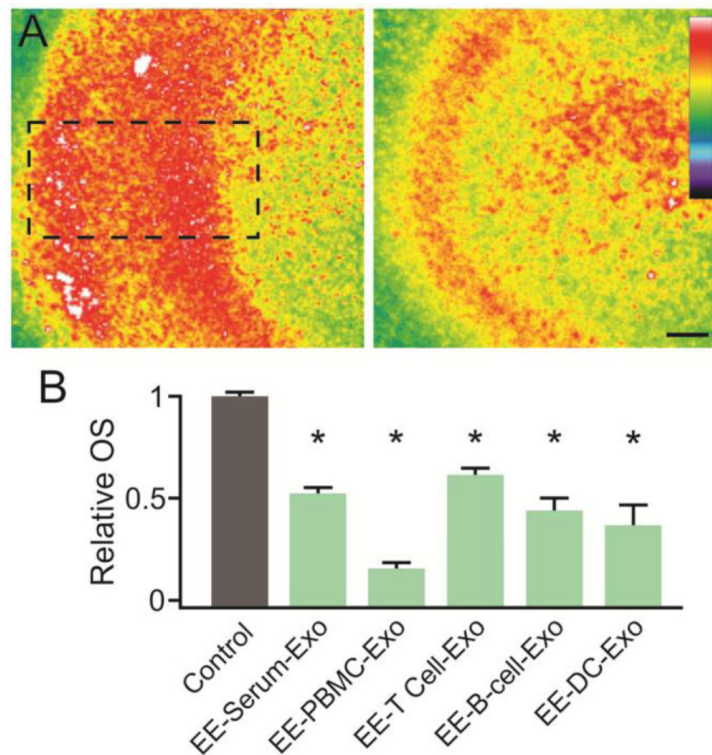 A
B
Relative OS
1
0.5
0
*
*
*
*
*
Control
EE-Serum-Exo
EE-PBMC-Exo
EE-T Cell-Exo
EE-B-cell-Exo
EE-DC-Exo